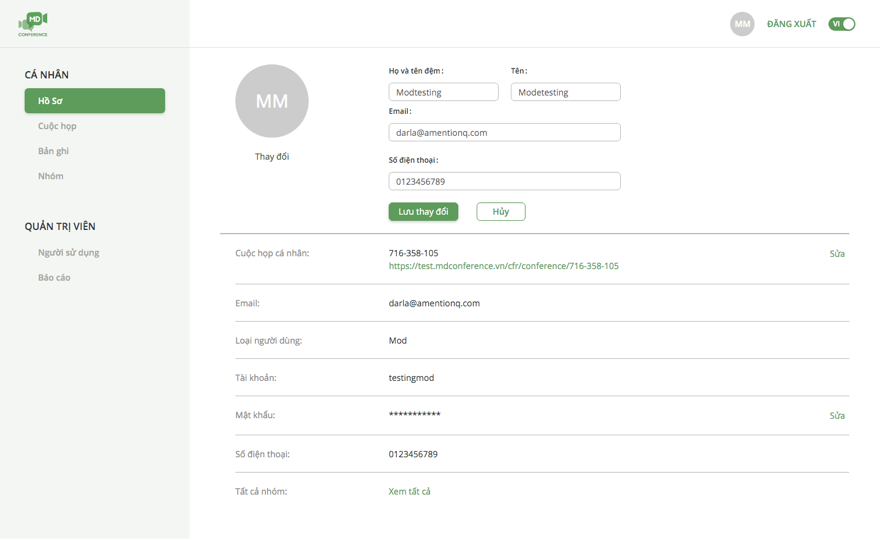 MD
CONFERENCE
MM
ĐĂNG XUẤT
VI
CÁ NHÂN
Hồ Sơ
Cuộc họp
Bản ghi
Nhóm
QUẢN TRỊ VIÊN
Người sử dụng
Báo cáo
MM
Thay đổi
Họ và tên đệm :
Tên :
Modtesting
Modetesting
Email :
darla@amentionq.com
Số điện thoại :
0123456789
Lưu thay đổi
Hủy
Cuộc họp cá nhân:
716-358-105
Sửa
https://test.mdconference.vn/cfr/conference/716-358-105
Email:
darla@amentionq.com
Loại người dùng:
Mod
Tài khoản:
testingmod
Mật khẩu:
***********
Sửa
Số điện thoại:
0123456789
Tất cả nhóm:
Xem tất cả